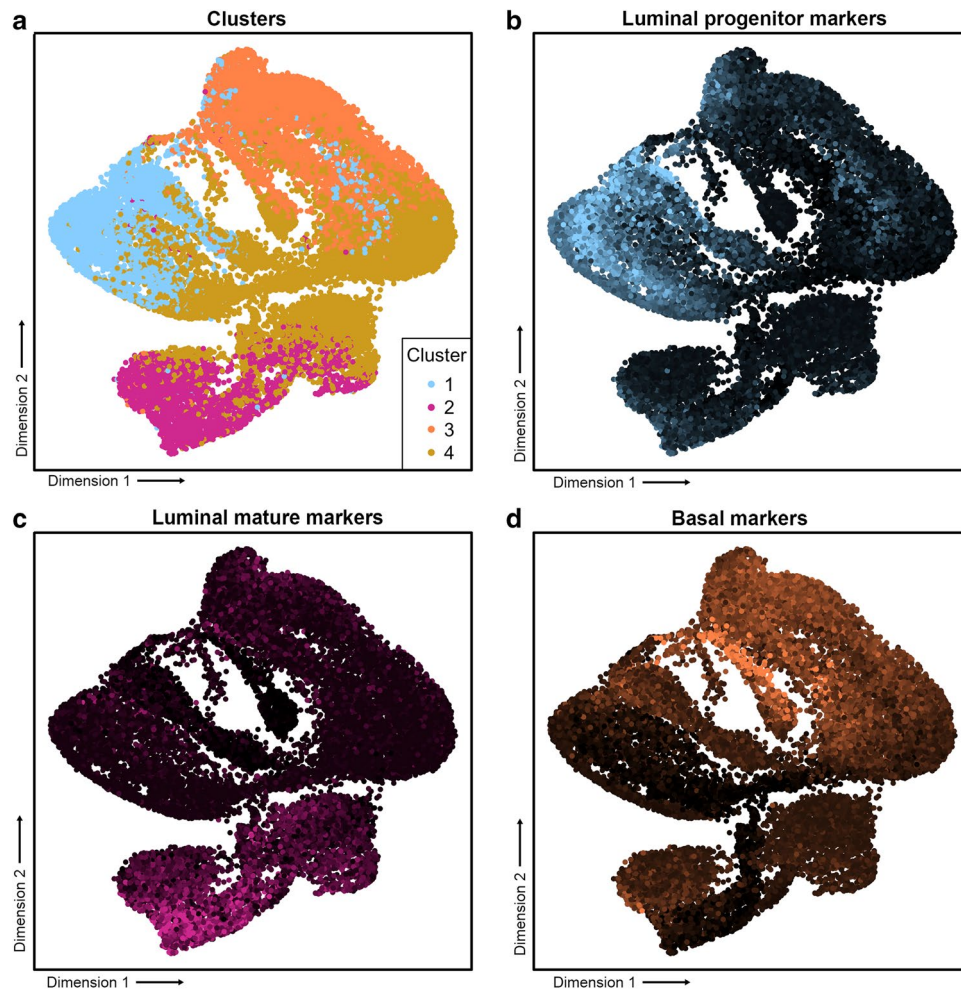 a
Clusters
Dimension 2
Cluster
1
2
3
4
Dimension 1
b
Luminal progenitor markers
Dimension 2
Dimension 1
c
Luminal mature markers
Dimension 2
Dimension 1
d
Basal markers
Dimension 2
Dimension 1